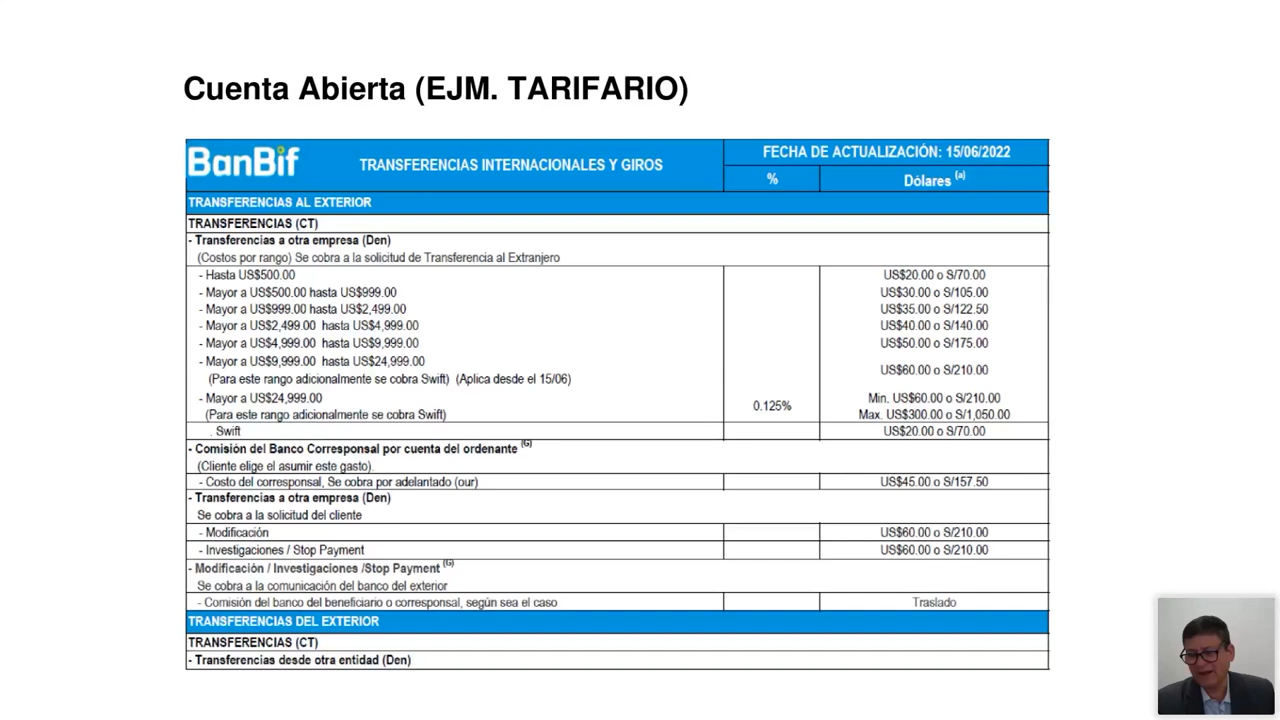 Cuenta Abierta (EJM. TARIFARIO)
BanBif
TRANSFERENCIAS INTERNACIONALES Y GIROS
FECHA DE ACTUALIZACIÓN: 15/06/2022
% Dólares (a)
TRANSFERENCIAS AL EXTERIOR
TRANSFERENCIAS (CT)
- Transferencias a otra empresa (Den)
(Costos por rango) Se cobra a la solicitud de Transferencia al Extranjero
- Hasta US$500.00 US$20.00 o S/70.00
- Mayor a US$500.00 hasta US$999.00 US$30.00 o S/105.00
- Mayor a US$999.00 hasta US$2,499.00 US$35.00 o S/122.50
- Mayor a US$2,499.00 hasta US$4,999.00 US$40.00 o S/140.00
- Mayor a US$4,999.00 hasta US$9,999.00 US$50.00 o S/175.00
- Mayor a US$9,999.00 hasta US$24,999.00
(Para este rango adicionalmente se cobra Swift) (Aplica desde el 15/06) US$60.00 o S/210.00
- Mayor a US$24,999.00 Min. US$60.00 o S/210.00
(Para este rango adicionalmente se cobra Swift) 0.125% Max. US$300.00 o S/1,050.00
. Swift US$20.00 o S/70.00
- Comisión del Banco Corresponsal por cuenta del ordenante (G)
(Cliente elige el asumir este gasto).
- Costo del corresponsal, Se cobra por adelantado (our) US$45.00 o S/157.50
- Transferencias a otra empresa (Den)
Se cobra a la solicitud del cliente
- Modificación US$60.00 o S/210.00
- Investigaciones / Stop Payment US$60.00 o S/210.00
- Modificación / Investigaciones /Stop Payment (G)
Se cobra a la comunicación del banco del exterior
- Comisión del banco del beneficiario o corresponsal, según sea el caso Traslado
TRANSFERENCIAS DEL EXTERIOR
TRANSFERENCIAS (CT)
- Transferencias desde otra entidad (Den)